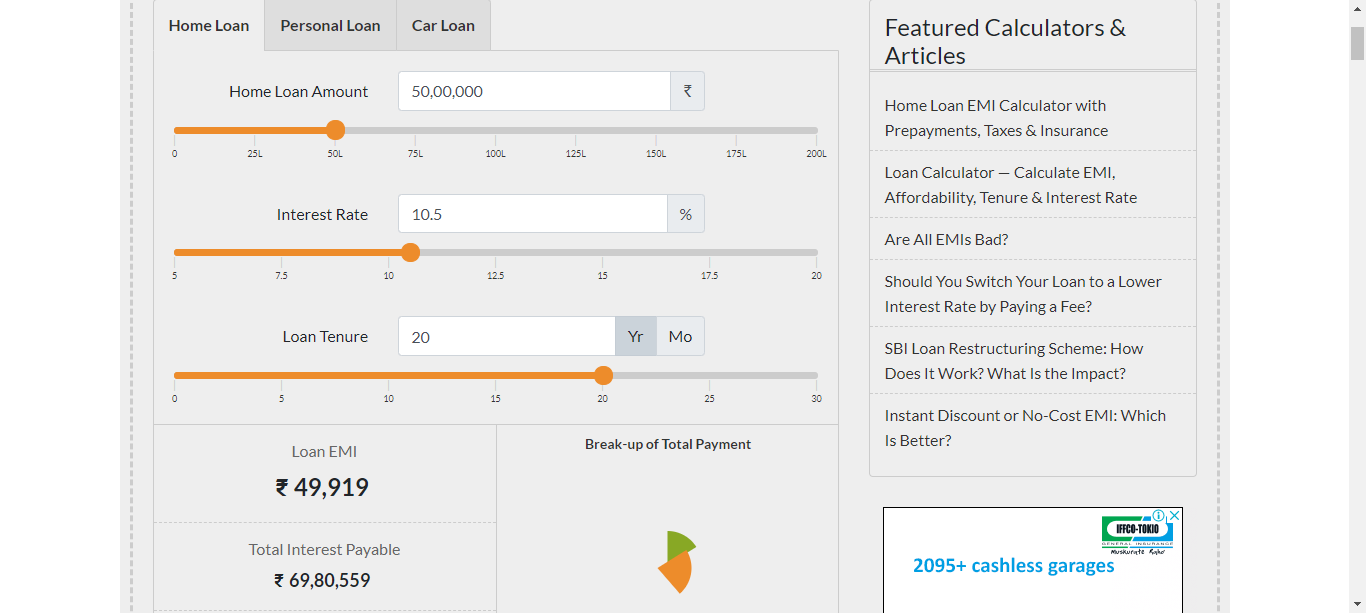 Home Loan
Personal Loan
Car Loan
Home Loan Amount
50,00,000
₹
0 25L 50L 75L 100L 125L 150L 175L 200L
Interest Rate
10.5
%
5 7.5 10 12.5 15 17.5 20
Loan Tenure
20
Yr
Mo
0 5 10 15 20 25 30
Loan EMI
₹ 49,919
Total Interest Payable
₹ 69,80,559
Break-up of Total Payment
Featured Calculators &
Articles
Home Loan EMI Calculator with
Prepayments, Taxes & Insurance
Loan Calculator — Calculate EMI,
Affordability, Tenure & Interest Rate
Are All EMIs Bad?
Should You Switch Your Loan to a Lower
Interest Rate by Paying a Fee?
SBI Loan Restructuring Scheme: How
Does It Work? What Is the Impact?
Instant Discount or No-Cost EMI: Which
Is Better?
IFFCO-TOKIO
GENERAL INSURANCE
Muskurate Raho
2095+ cashless garages